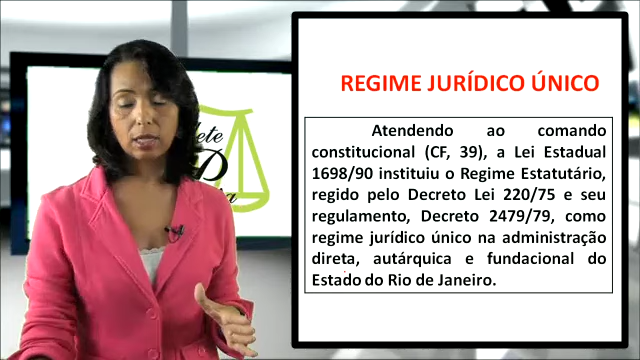 REGIME JURÍDICO ÚNICO
Atendendo ao comando
constitucional (CF, 39), a Lei Estadual
1698/90 instituiu o Regime Estatutário,
regido pelo Decreto Lei 220/75 e seu
regulamento, Decreto 2479/79, como
regime jurídico único na administração
direta, autárquica e fundacional do
Estado do Rio de Janeiro.